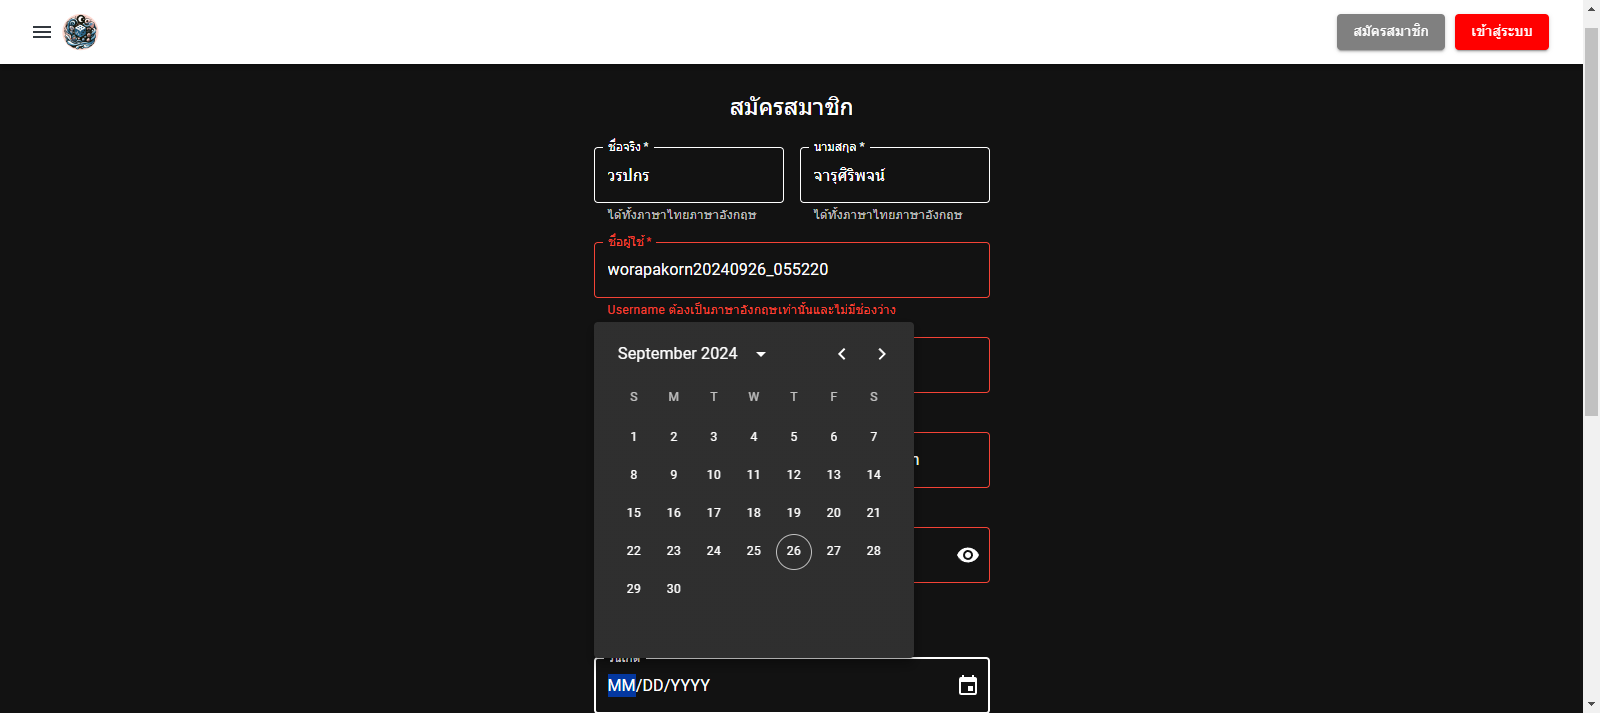 สมัครสมาชิก
เข้าสู่ระบบ
สมัครสมาชิก
ชื่อจริง *
วรปกร
ได้ทั้งภาษาไทยภาษาอังกฤษ
นามสกุล *
จารุศิริพจน์
ได้ทั้งภาษาไทยภาษาอังกฤษ
ชื่อผู้ใช้ *
worapakorn20240926_055220
Username ต้องเป็นภาษาอังกฤษเท่านั้นและไม่มีช่องว่าง
September 2024
S M T W T F S
1 2 3 4 5 6 7
8 9 10 11 12 13 14
15 16 17 18 19 20 21
22 23 24 25 26 27 28
29 30
วันเกิด
MM/DD/YYYY